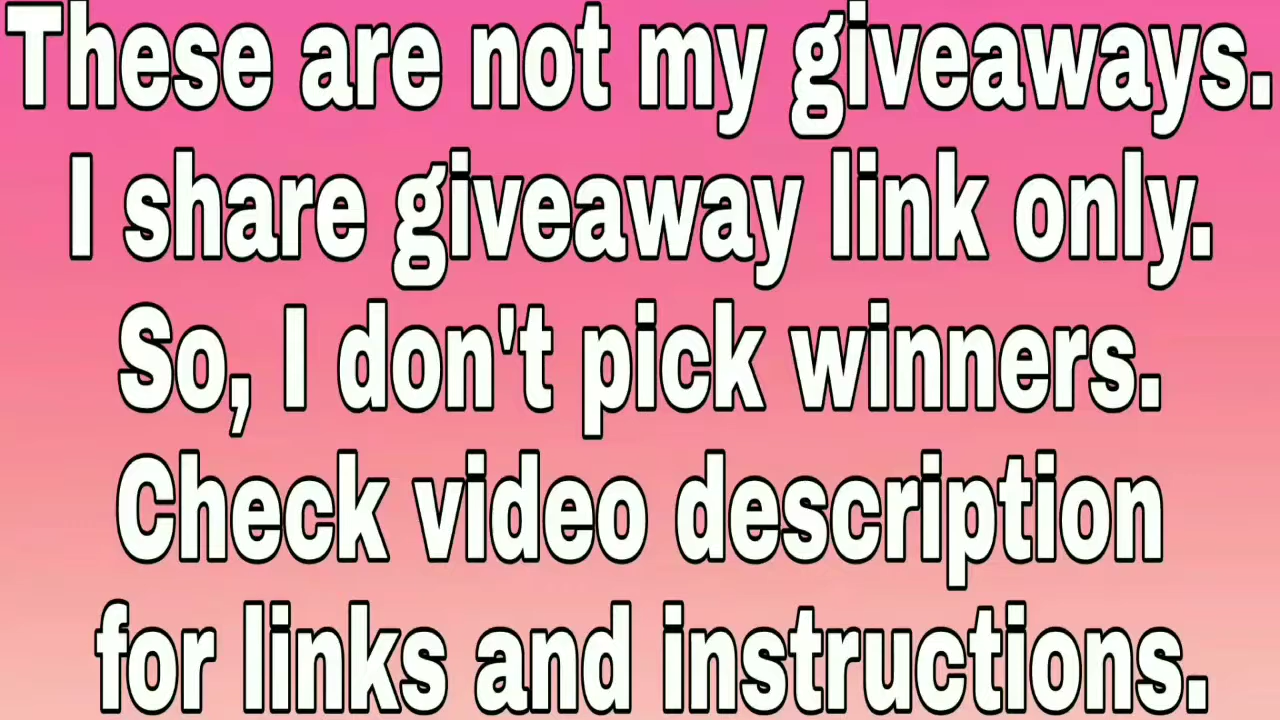 These are not my giveaways.
I share giveaway link only.
So, I don't pick winners.
Check video description
for links and instructions.